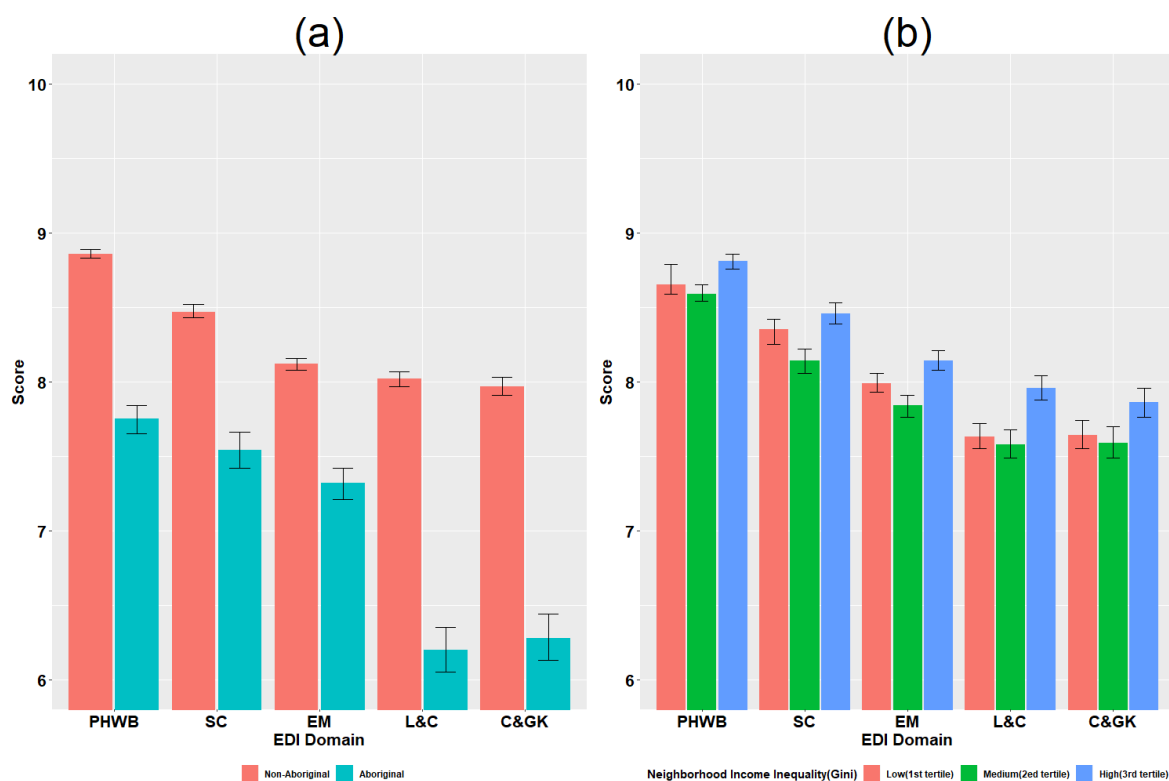 (a)
(b)
10
9
8
7
6
Score
PHWB SC EM L&C C&GK
EDI Domain
Non-Aboriginal Aboriginal
10
9
8
7
6
Score
PHWB SC EM L&C C&GK
EDI Domain
Neighborhood Income Inequality(Gini) Low(1st tertile) Medium(2ed tertile) High(3rd tertile)